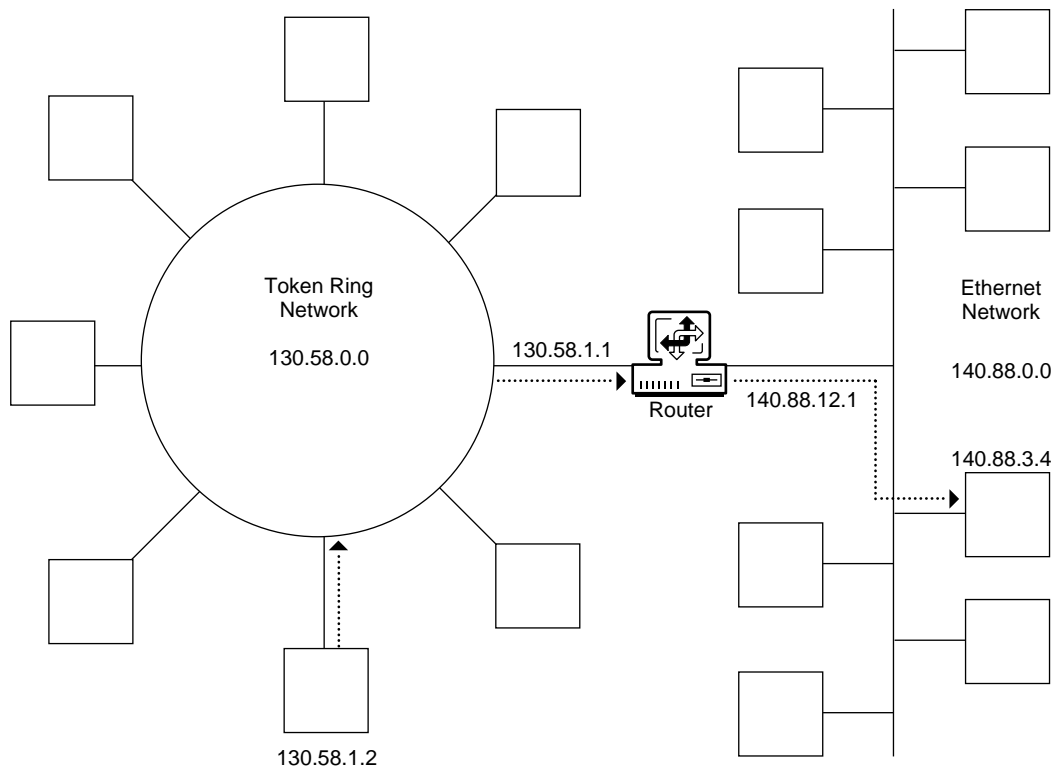 Token Ring
Network
130.58.0.0
130.58.1.1
Router
140.88.12.1
Ethernet
Network
140.88.0.0
140.88.3.4
130.58.1.2